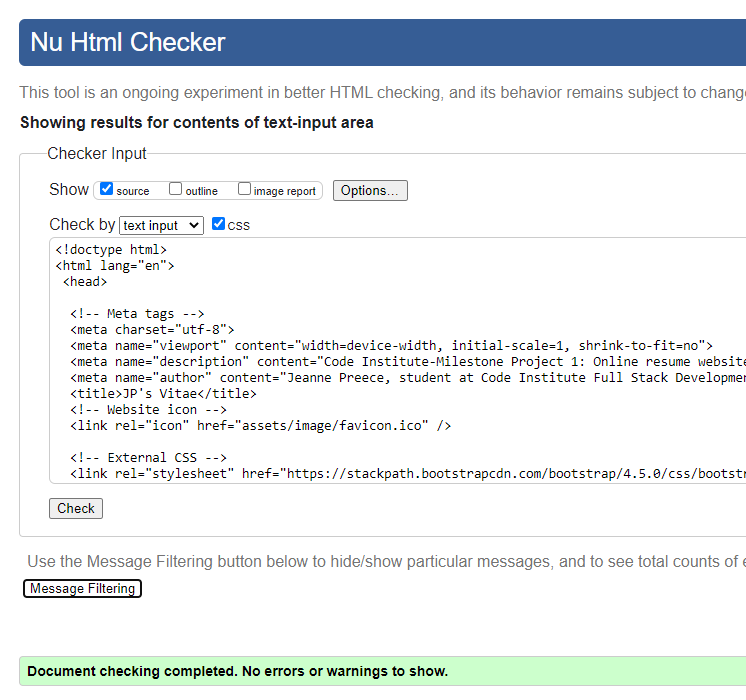 Nu Html Checker
This tool is an ongoing experiment in better HTML checking, and its behavior remains subject to
Showing results for contents of text-input area
Checker Input
Show source outline image report Options...
Check by text input css
<!doctype html>
<html lang="en">
<head>
<!-- Meta tags -->
<meta charset="utf-8">
<meta name="viewport" content="width=device-width, initial-scale=1, shrink-to-fit=no">
<meta name="description" content="Code Institute-Milestone Project 1: Online resume website
<meta name="author" content="Jeanne Preece, student at Code Institute Full Stack
<title>JP's Vitae</title>
<!-- Website icon -->
<link rel="icon" href="assets/image/favicon.ico" />
<!-- External CSS -->
<link rel="stylesheet" href="https://stackpath.bootstrapcdn.com/bootstrap/4.5.0/css/bootst
Check
Use the Message Filtering button below to hide/show particular messages, and to see total counts of
Message Filtering
Document checking completed. No errors or warnings to show.